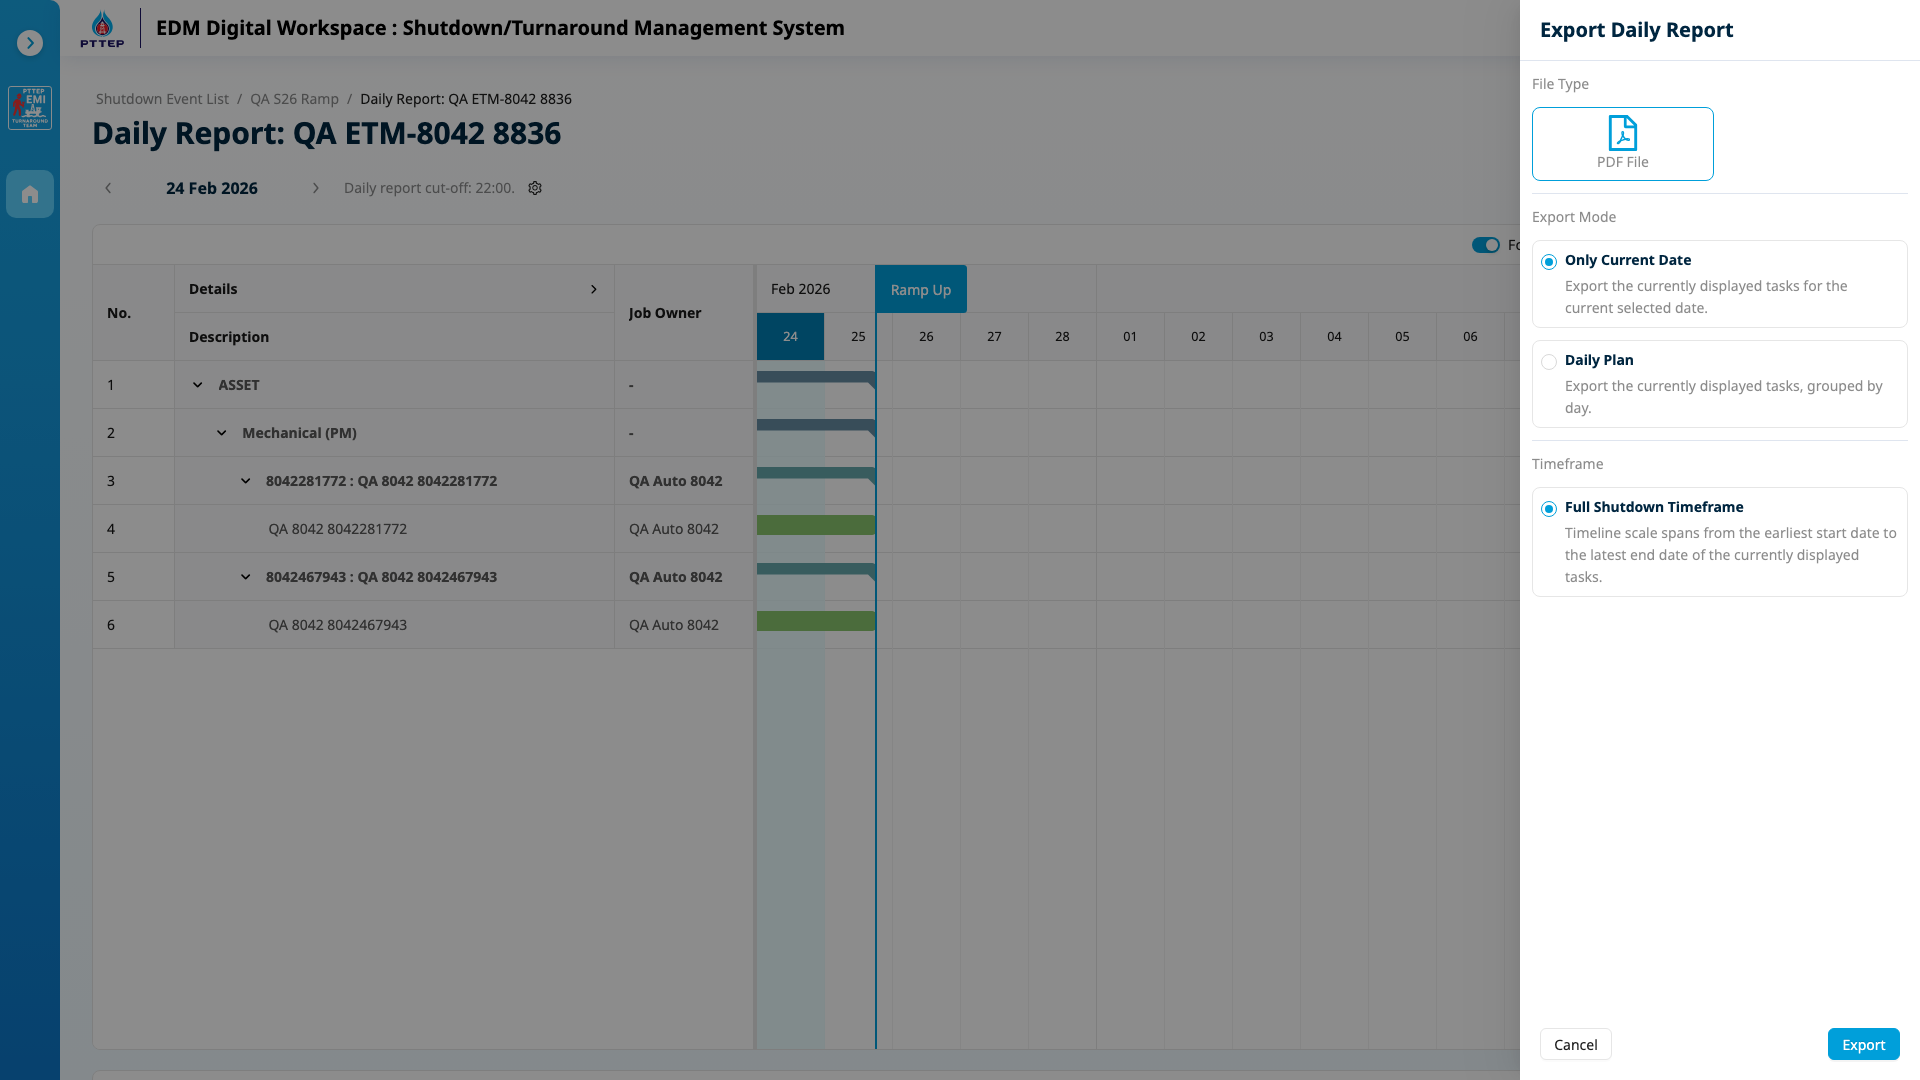 PTTEP
EDM Digital Workspace : Shutdown/Turnaround Management System
PTTEP
EMI
TURNAROUND
TEAM
Shutdown Event List / QA S26 Ramp / Daily Report: QA ETM-8042 8836
Daily Report: QA ETM-8042 8836
24 Feb 2026
Daily report cut-off: 22:00.
No.
Details
Description
Job Owner
Feb 2026
Ramp Up
24 25 26 27 28 01 02 03 04 05 06
1 ASSET -
2 Mechanical (PM) -
3 8042281772 : QA 8042 8042281772 QA Auto 8042
4 QA 8042 8042281772 QA Auto 8042
5 8042467943 : QA 8042 8042467943 QA Auto 8042
6 QA 8042 8042467943 QA Auto 8042
Export Daily Report
File Type
PDF File
Export Mode
Only Current Date
Export the currently displayed tasks for the
current selected date.
Daily Plan
Export the currently displayed tasks, grouped by
day.
Timeframe
Full Shutdown Timeframe
Timeline scale spans from the earliest start date to
the latest end date of the currently displayed
tasks.
Cancel
Export